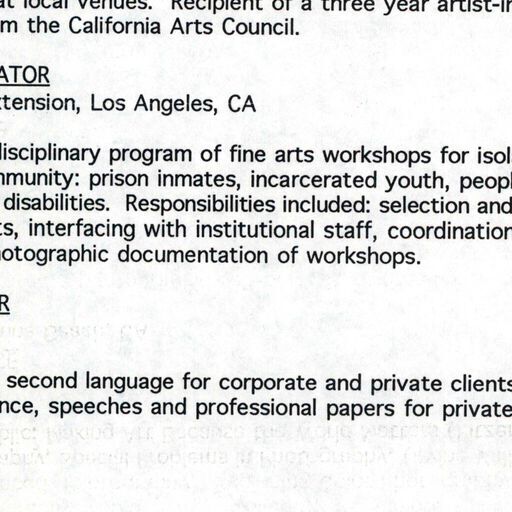 at local venues. Recipient of a three year artist-in
m the California Arts Council.
ATOR
tension, Los Angeles, CA
disciplinary program of fine arts workshops for isol
mmunity: prison inmates, incarcerated youth, peopl
disabilities. Responsibilities included: selection and
ts, interfacing with institutional staff, coordination
otographic documentation of workshops.
R
second language for corporate and private clients
nce, speeches and professional papers for private